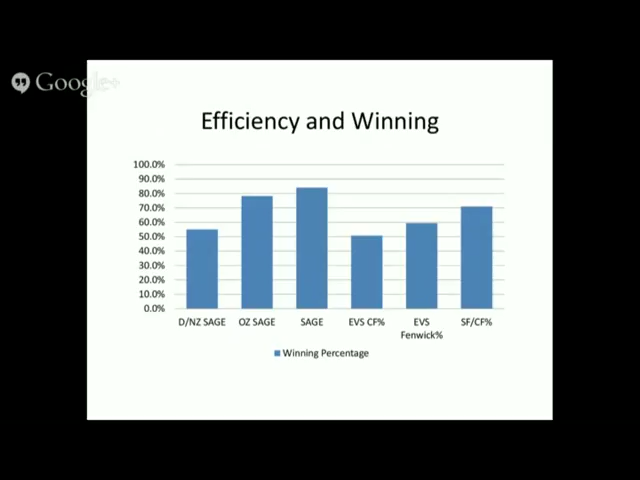 Google+
Efficiency and Winning
100.0%
90.0%
80.0%
70.0%
60.0%
50.0%
40.0%
30.0%
20.0%
10.0%
0.0%
D/NZ SAGE
OZ SAGE
SAGE
EVS CF%
EVS
Fenwick%
SF/CF%
Winning Percentage